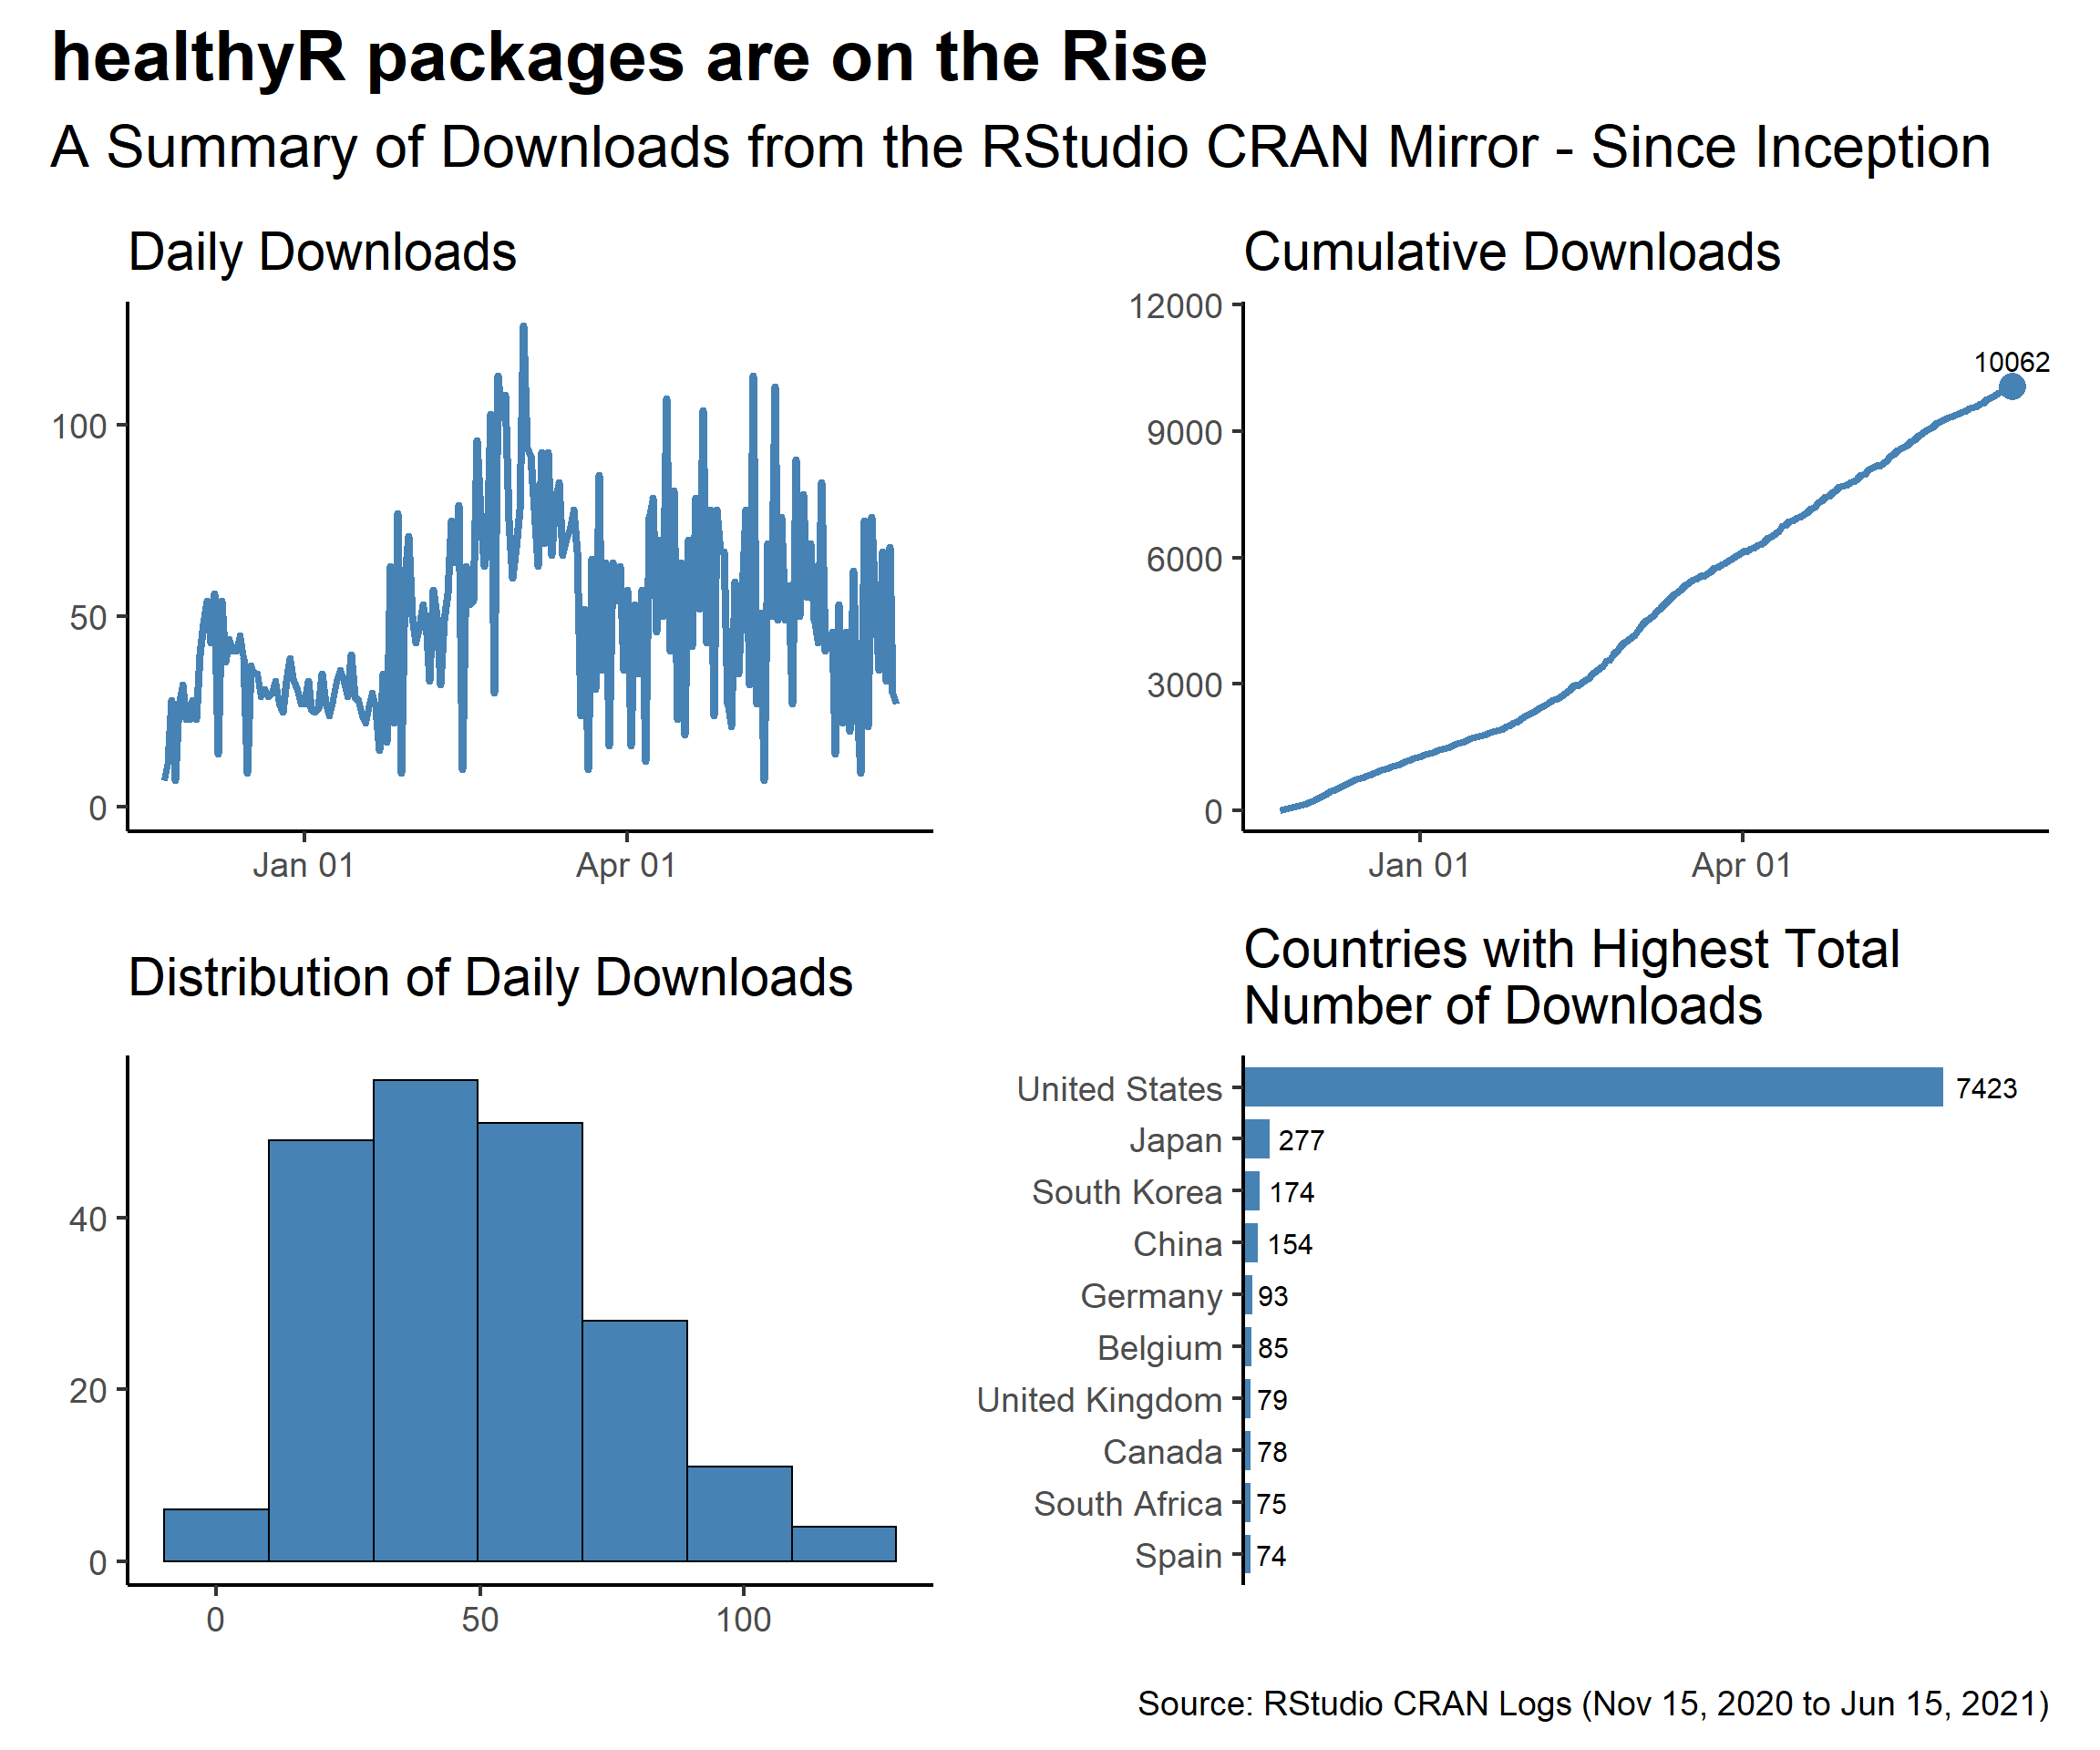 healthyR packages are on the Rise
A Summary of Downloads from the RStudio CRAN Mirror - Since Inception
Daily Downloads
100
50
0
Jan 01
Apr 01
Cumulative Downloads
12000
9000
6000
3000
0
10062
Jan 01
Apr 01
Distribution of Daily Downloads
40
20
0
0
50
100
Countries with Highest Total
Number of Downloads
United States 7423
Japan 277
South Korea 174
China 154
Germany 93
Belgium 85
United Kingdom 79
Canada 78
South Africa 75
Spain 74
Source: RStudio CRAN Logs (Nov 15, 2020 to Jun 15, 2021)